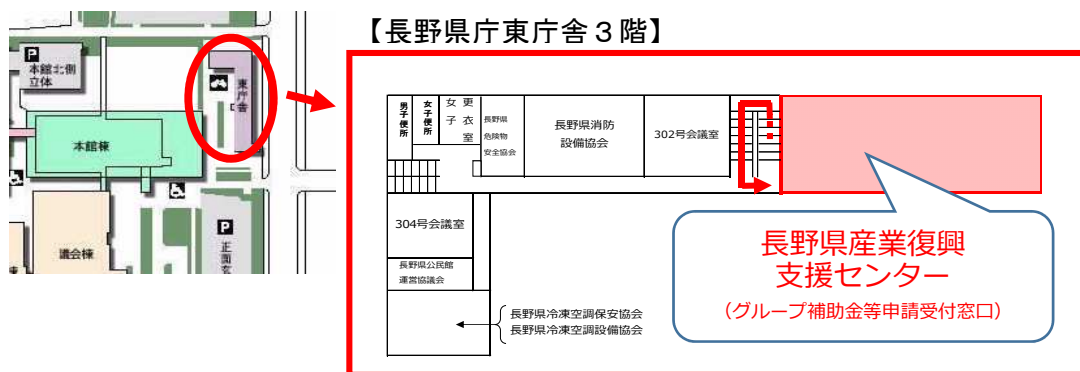 【長野県庁東庁舎３階】
P
本館北側
立体
東庁舎
本館棟
議会棟
P
正面玄
男子便所
女子便所
女子更衣室
長野県
危険物
安全協会
長野県消防
設備協会
302号会議室
304号会議室
長野県公民館
運営協議会
長野県冷凍空調保安協会
長野県冷凍空調設備協会
長野県産業復興
支援センター
（グループ補助金等申請受付窓口）